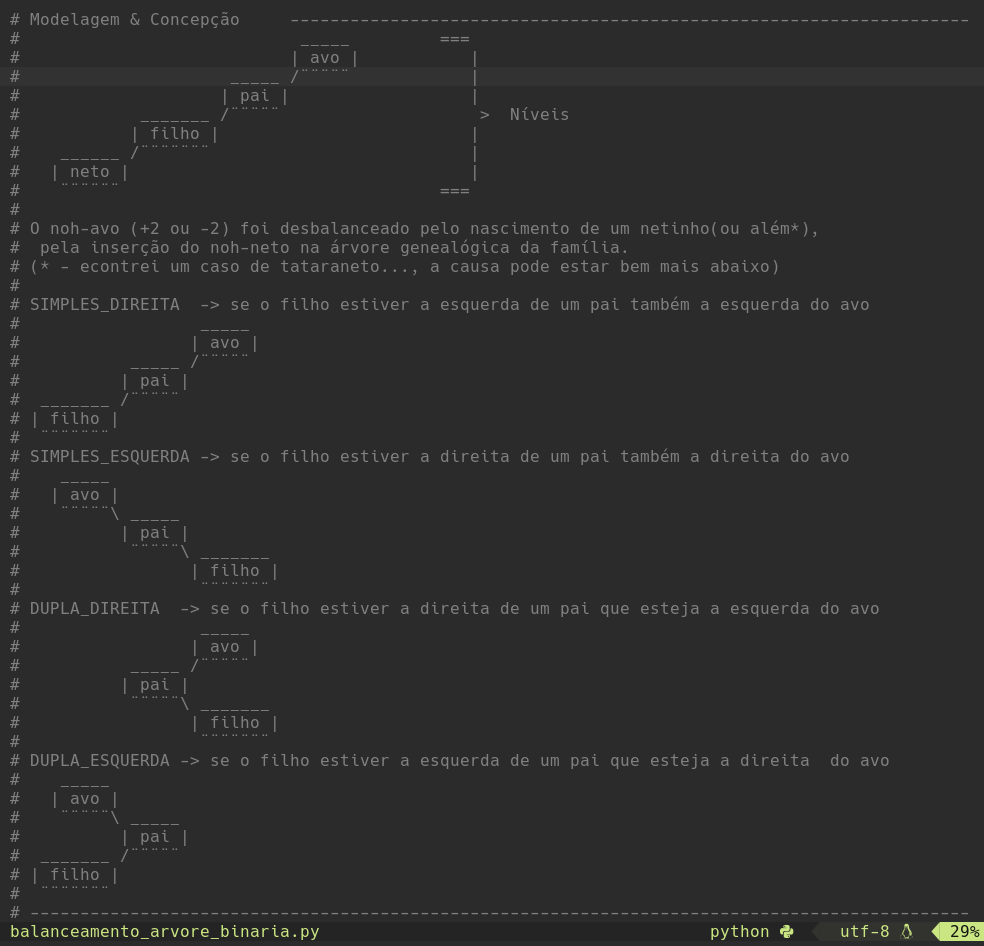 # Modelagem & Concepção     --------------------------------------------------------------------
#                            _____         ===
#                           | avo |           |
#                     _____ /¨¨¨¨¨            |
#                    | pai |                  |
#            _______ /¨¨¨¨¨                    >  Níveis
#           | filho |                         |
#    ______ /¨¨¨¨¨¨¨                          |
#   | neto |                                  |
#    ¨¨¨¨¨¨                                ===
#
# O noh-avo (+2 ou -2) foi desbalanceado pelo nascimento de um netinho(ou além*),
#  pela inserção do noh-neto na árvore genealógica da família.
# (* - econtrei um caso de tataraneto..., a causa pode estar bem mais abaixo)
#
# SIMPLES_DIREITA  -> se o filho estiver a esquerda de um pai também a esquerda do avo
#                  _____
#                 | avo |
#           _____ /¨¨¨¨¨
#          | pai |
#  _______ /¨¨¨¨¨
# | filho |
#  ¨¨¨¨¨¨¨
# SIMPLES_ESQUERDA -> se o filho estiver a direita de um pai também a direita do avo
#    _____
#   | avo |
#    ¨¨¨¨¨\ _____
#          | pai |
#           ¨¨¨¨¨\ _______
#                 | filho |
#                  ¨¨¨¨¨¨¨
# DUPLA_DIREITA  -> se o filho estiver a direita de um pai que esteja a esquerda do avo
#                  _____
#                 | avo |
#           _____ /¨¨¨¨¨
#          | pai |
#           ¨¨¨¨¨\ _______
#                 | filho |
#                  ¨¨¨¨¨¨¨
# DUPLA_ESQUERDA -> se o filho estiver a esquerda de um pai que esteja a direita  do avo
#    _____
#   | avo |
#    ¨¨¨¨¨\ _____
#          | pai |
#  _______ /¨¨¨¨¨
# | filho |
#  ¨¨¨¨¨¨¨
# ----------------------------------------------------------------------------------------------
balanceamento_arvore_binaria.py python utf-8 29%